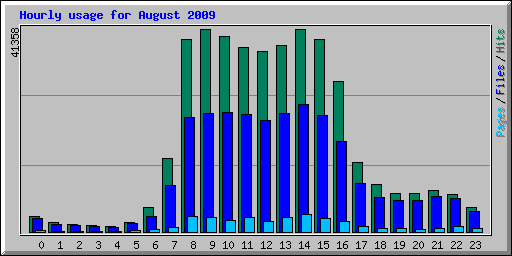 Hourly usage for August 2009
41358
Pages/Files/Hits
0 1 2 3 4 5 6 7 8 9 10 11 12 13 14 15 16 17 18 19 20 21 22 23